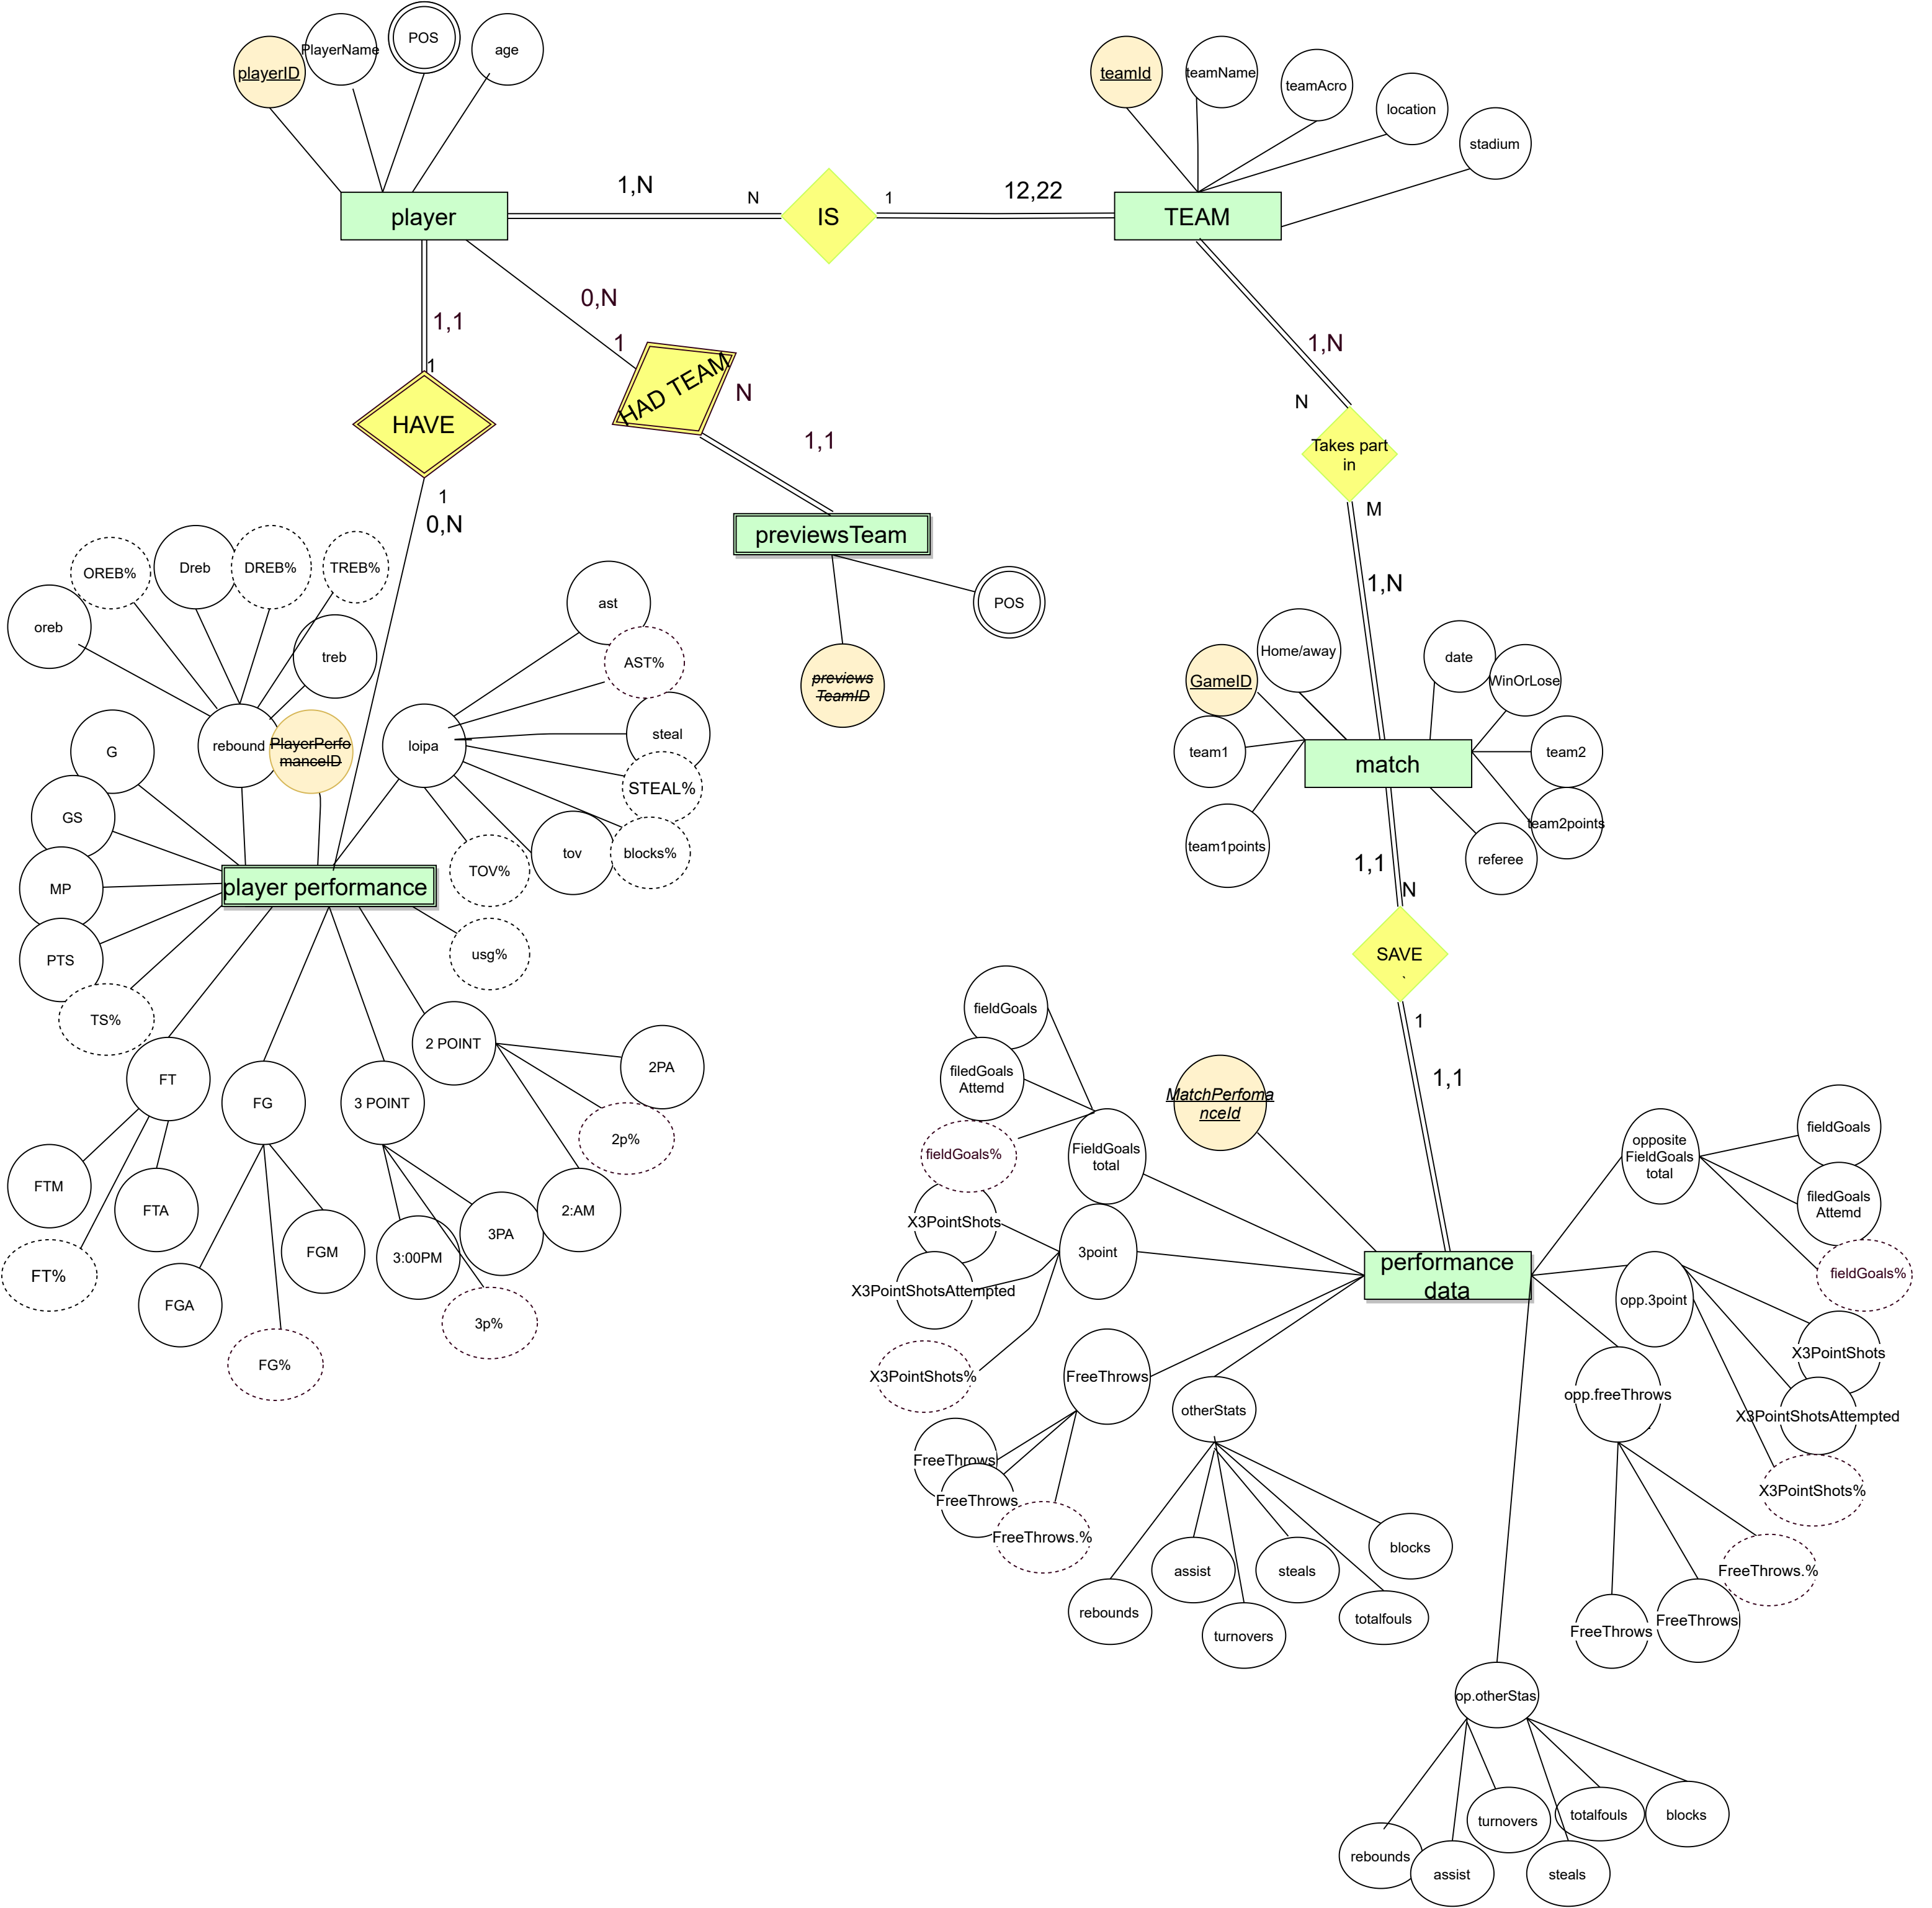 playerID
PlayerName
POS
age
teamId
teamName
teamAcro
location
stadium
player
1,N
N
IS
1
12,22
TEAM
1,1
1
HAVE
1
0,N
0,N
1
HAD TEAM
N
1,1
previewsTeam
previews
TeamID
POS
1,N
N
Takes part
in
M
1,N
OREB%
Dreb
DREB%
TREB%
oreb
treb
rebound
PlayerPerfo
manceID
G
GS
MP
PTS
TS%
loipa
ast
AST%
steal
STEAL%
blocks%
tov
TOV%
usg%
player performance
FT
FTM
FTA
FT%
FG
FGA
FGM
FG%
3 POINT
3:00PM
3PA
3p%
2 POINT
2PA
2p%
2:AM
GameID
Home/away
date
WinOrLose
team1
match
team2
team1points
team2points
referee
1,1
N
SAVE
`
1
1,1
MatchPerfoma
nceId
performance
data
fieldGoals
filedGoals
Attemd
fieldGoals%
FieldGoals
total
X3PointShots
X3PointShotsAttempted
X3PointShots%
3point
FreeThrows
FreeThrows
FreeThrows
FreeThrows.%
otherStats
rebounds
assist
turnovers
steals
totalfouls
blocks
opposite
FieldGoals
total
fieldGoals
filedGoals
Attemd
fieldGoals%
opp.3point
X3PointShots
X3PointShotsAttempted
X3PointShots%
opp.freeThrows
FreeThrows
FreeThrows
FreeThrows.%
op.otherStas
rebounds
assist
turnovers
steals
totalfouls
blocks